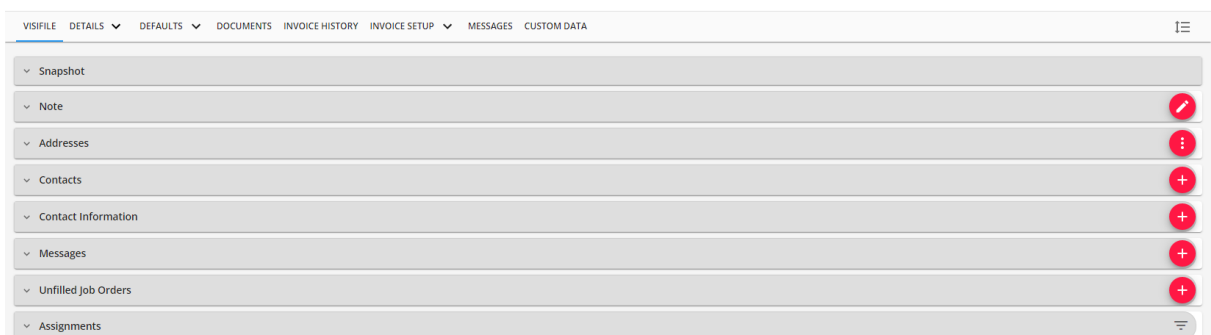 VISIFILE DETAILS DEFAULTS DOCUMENTS INVOICE HISTORY INVOICE SETUP MESSAGES CUSTOM DATA
Snapshot
Note
Addresses
Contacts
Contact Information
Messages
Unfilled Job Orders
Assignments